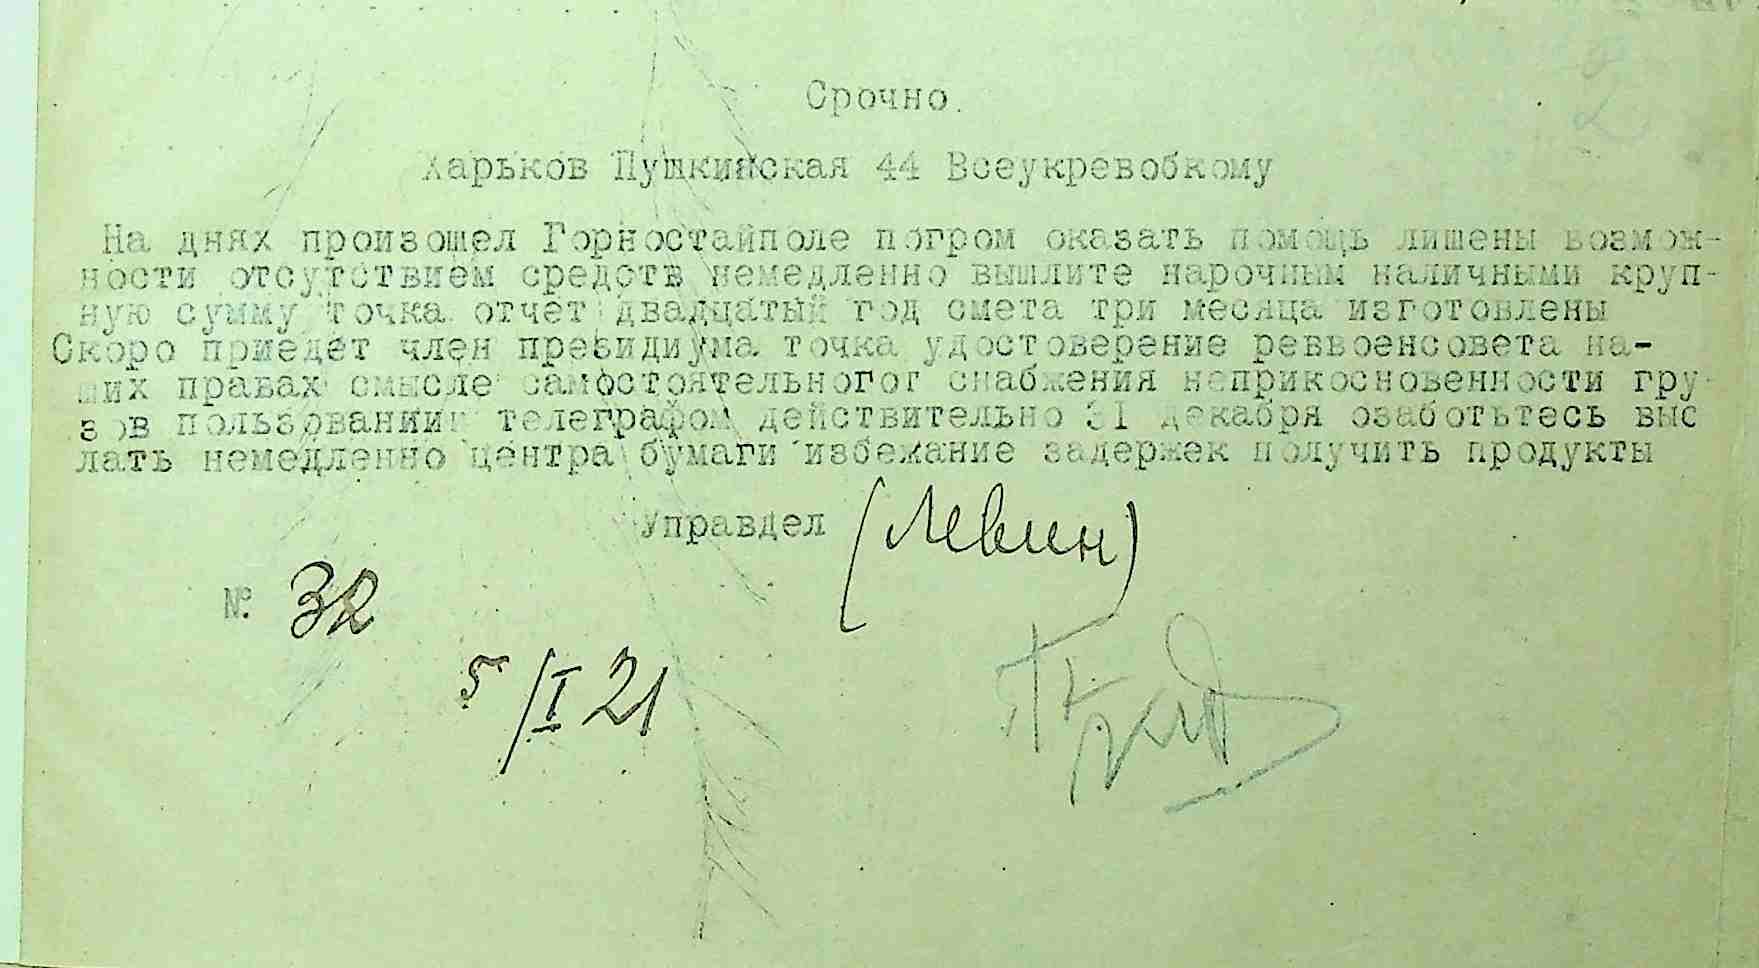 2
Срочно.
Харьков Пушкинская 44 Всеукревобкому
На днях произошел Горностайполе погром оказать помощь лишены возмож-
ности отсутствием средств немедленно вышлите нарочным наличными круп-
ную сумму точка отчет двадцатый год смета три месяца изготовлены
Скоро приедет член президиума точка удостоверение реввоенсовета на-
ших правах смысле самостоятельногог снабжения неприкосновенности гру-
зов пользованиии телеграфом действительно 31 декабря озаботьтесь выс
лать немедленно центра бумаги избежание задержек получить продукты
Управдел (Левин)
№ 32
5/I 21